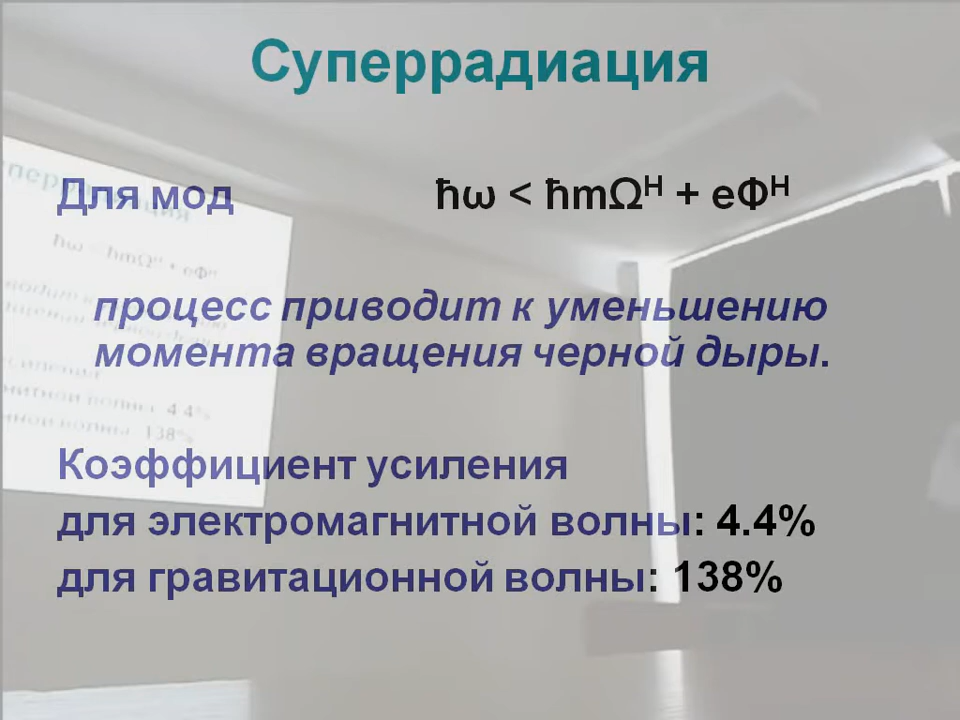 Суперрадиация
Для мод ħω < ħmΩᴴ + eΦᴴ
процесс приводит к уменьшению
момента вращения черной дыры.
Коэффициент усиления
для электромагнитной волны: 4.4%
для гравитационной волны: 138%